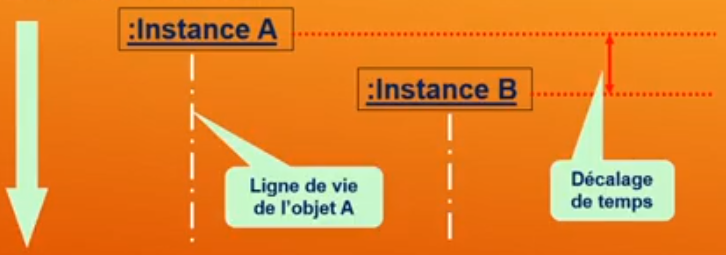 :Instance A
:Instance B
Ligne de vie
de l'objet A
Décalage
de temps